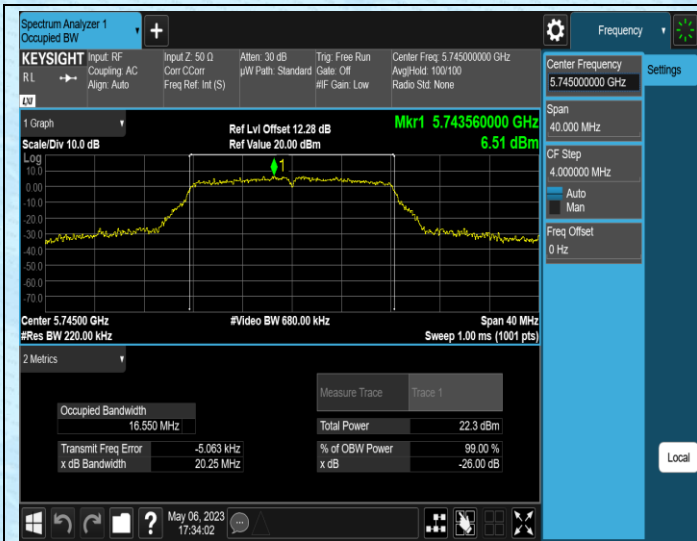 Spectrum Analyzer 1
Occupied BW
Frequency
KEYSIGHT
R L
LXI
Input: RF
Coupling: AC
Align: Auto
Input Z: 50 Ω
Corr CCorr
Freq Ref: Int (S)
Atten: 30 dB
µW Path: Standard
Trig: Free Run
Gate: Off
#IF Gain: Low
Center Freq: 5.745000000 GHz
Avg|Hold: 100/100
Radio Std: None
Center Frequency
5.745000000 GHz
Settings
Span
40.000 MHz
CF Step
4.000000 MHz
Auto
Man
Freq Offset
0 Hz
1 Graph
Scale/Div 10.0 dB
Ref Lvl Offset 12.28 dB
Ref Value 20.00 dBm
Mkr1 5.743560000 GHz
6.51 dBm
Log
10.0
0.00
-10.0
-20.0
-30.0
-40.0
-50.0
-60.0
-70.0
1
Center 5.74500 GHz
#Res BW 220.00 kHz
#Video BW 680.00 kHz
Span 40 MHz
Sweep 1.00 ms (1001 pts)
2 Metrics
Measure Trace
Trace 1
Occupied Bandwidth
16.550 MHz
Total Power
22.3 dBm
Transmit Freq Error
-5.063 kHz
% of OBW Power
99.00 %
x dB Bandwidth
20.25 MHz
x dB
-26.00 dB
Local
?
May 06, 2023
17:34:02